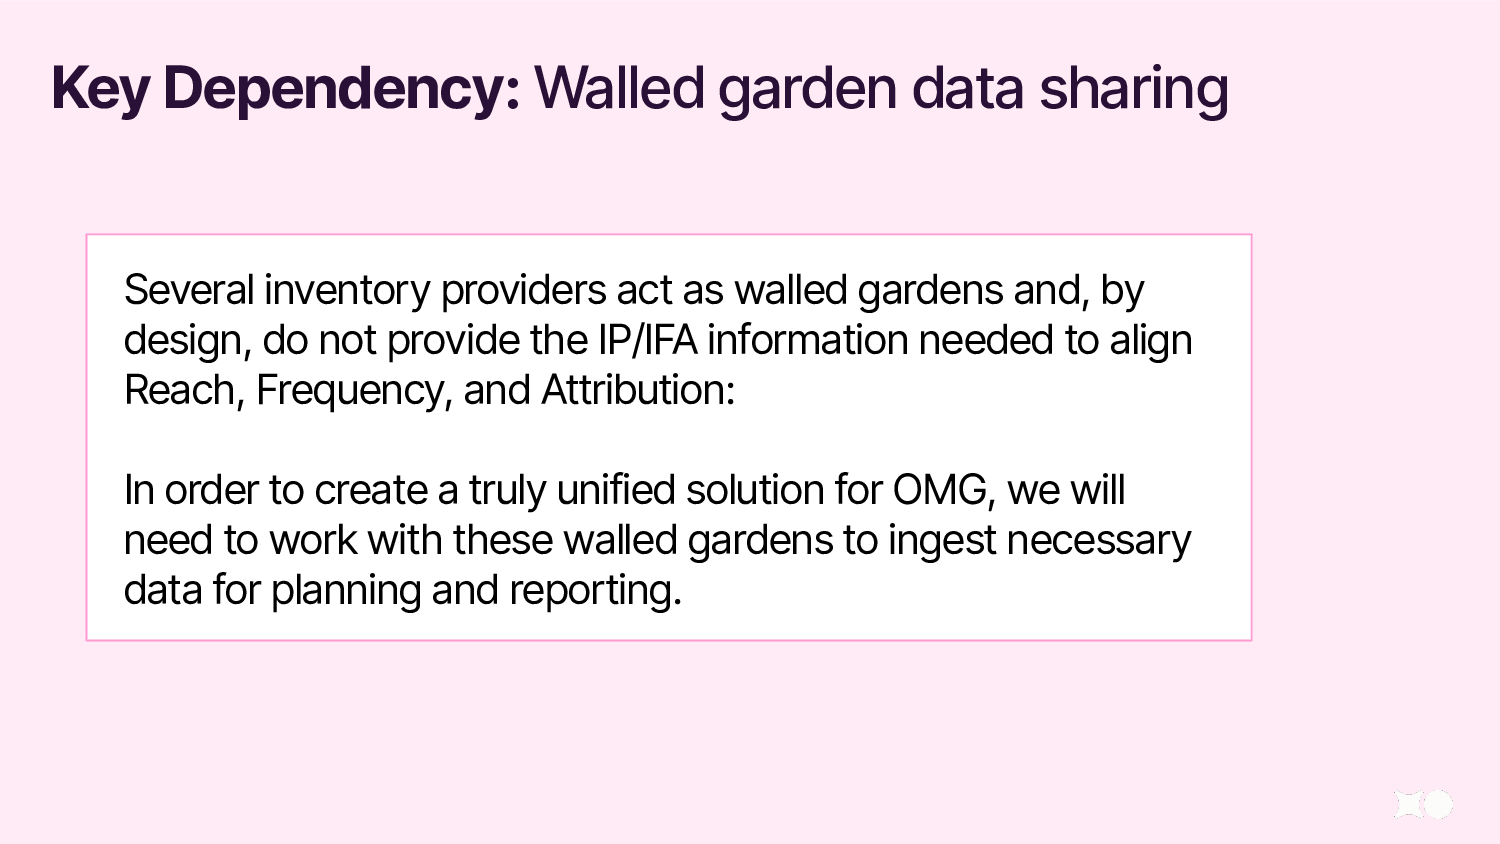 Key Dependency: Walled garden data sharing
Several inventory providers act as walled gardens and, by
design, do not provide the IP/IFA information needed to align
Reach, Frequency, and Attribution:
In order to create a truly unified solution for OMG, we will
need to work with these walled gardens to ingest necessary
data for planning and reporting.